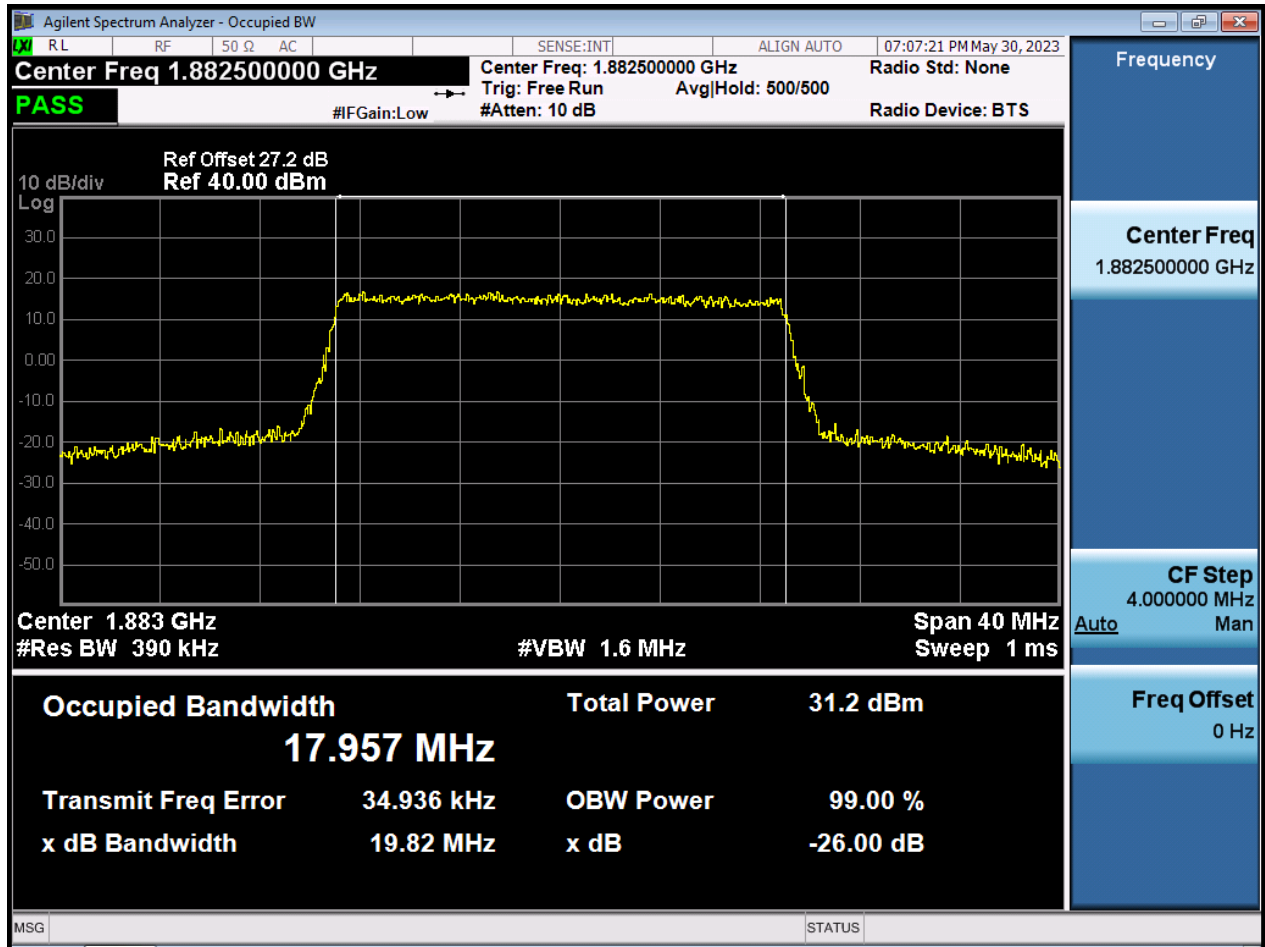 Agilent Spectrum Analyzer - Occupied BW
LXI RL RF 50 Ω AC SENSE:INT ALIGN AUTO 07:07:21 PM May 30, 2023
Center Freq 1.882500000 GHz
PASS
#IFGain:Low
Center Freq: 1.882500000 GHz
Trig: Free Run Avg|Hold: 500/500
#Atten: 10 dB
Radio Std: None
Radio Device: BTS
Ref Offset 27.2 dB
10 dB/div Ref 40.00 dBm
Log
30.0
20.0
10.0
0.00
-10.0
-20.0
-30.0
-40.0
-50.0
Center 1.883 GHz Span 40 MHz
#Res BW 390 kHz #VBW 1.6 MHz Sweep 1 ms
Occupied Bandwidth Total Power 31.2 dBm
17.957 MHz
Transmit Freq Error 34.936 kHz OBW Power 99.00 %
x dB Bandwidth 19.82 MHz x dB -26.00 dB
MSG STATUS
Frequency
Center Freq
1.882500000 GHz
CF Step
4.000000 MHz
Auto Man
Freq Offset
0 Hz